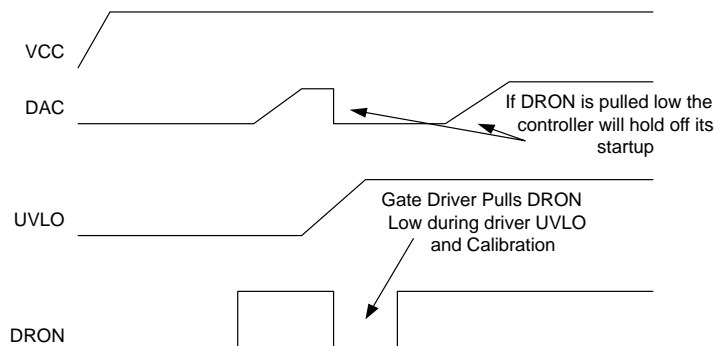 VCC
DAC
If DRON is pulled low the
controller will hold off its
startup
UVLO
Gate Driver Pulls DRON
Low during driver UVLO
and Calibration
DRON